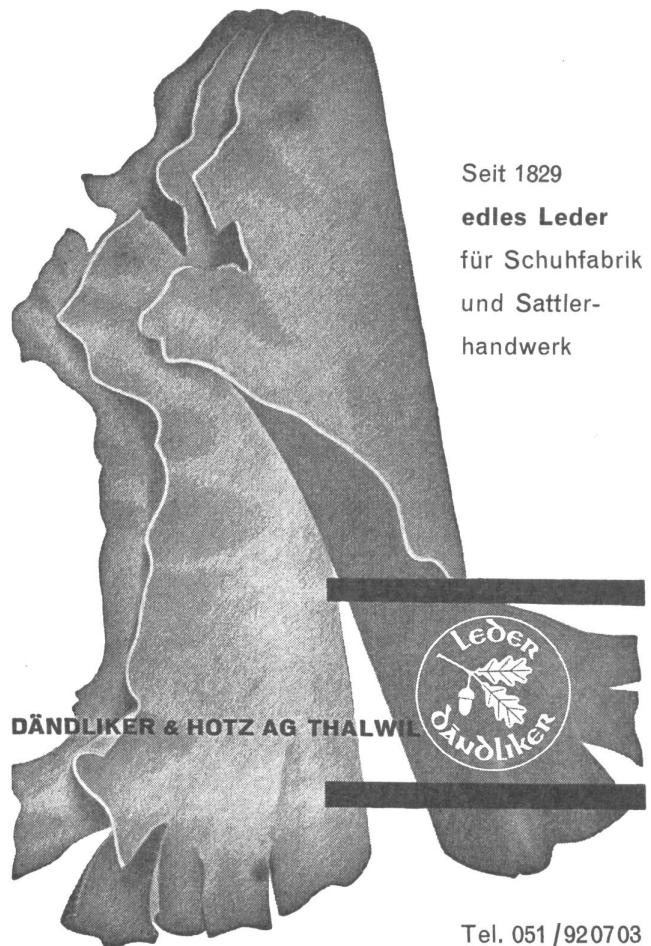 Seit 1829
edles Leder
für Schuhfabrik
und Sattler-
handwerk
LEDER
DÄNDLIKER
DÄNDLIKER & HOTZ AG THALWIL
Tel. 051/920703